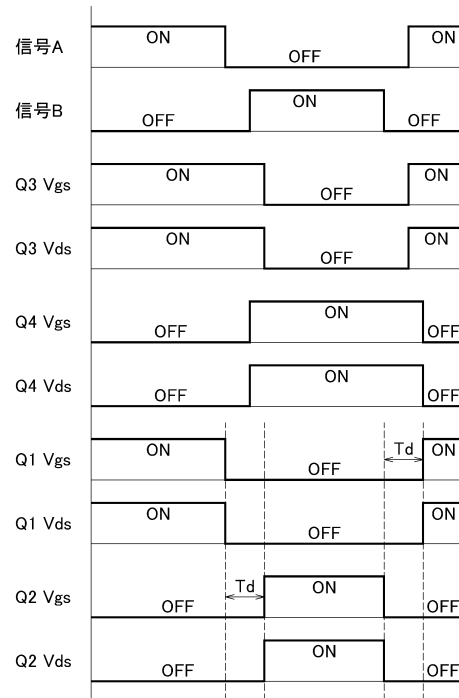 信号A ON OFF ON
信号B OFF ON OFF
Q3 Vgs ON OFF ON
Q3 Vds ON OFF ON
Q4 Vgs OFF ON OFF
Q4 Vds OFF ON OFF
Q1 Vgs ON OFF Td ON
Q1 Vds ON OFF ON
Q2 Vgs OFF Td ON OFF
Q2 Vds OFF ON OFF